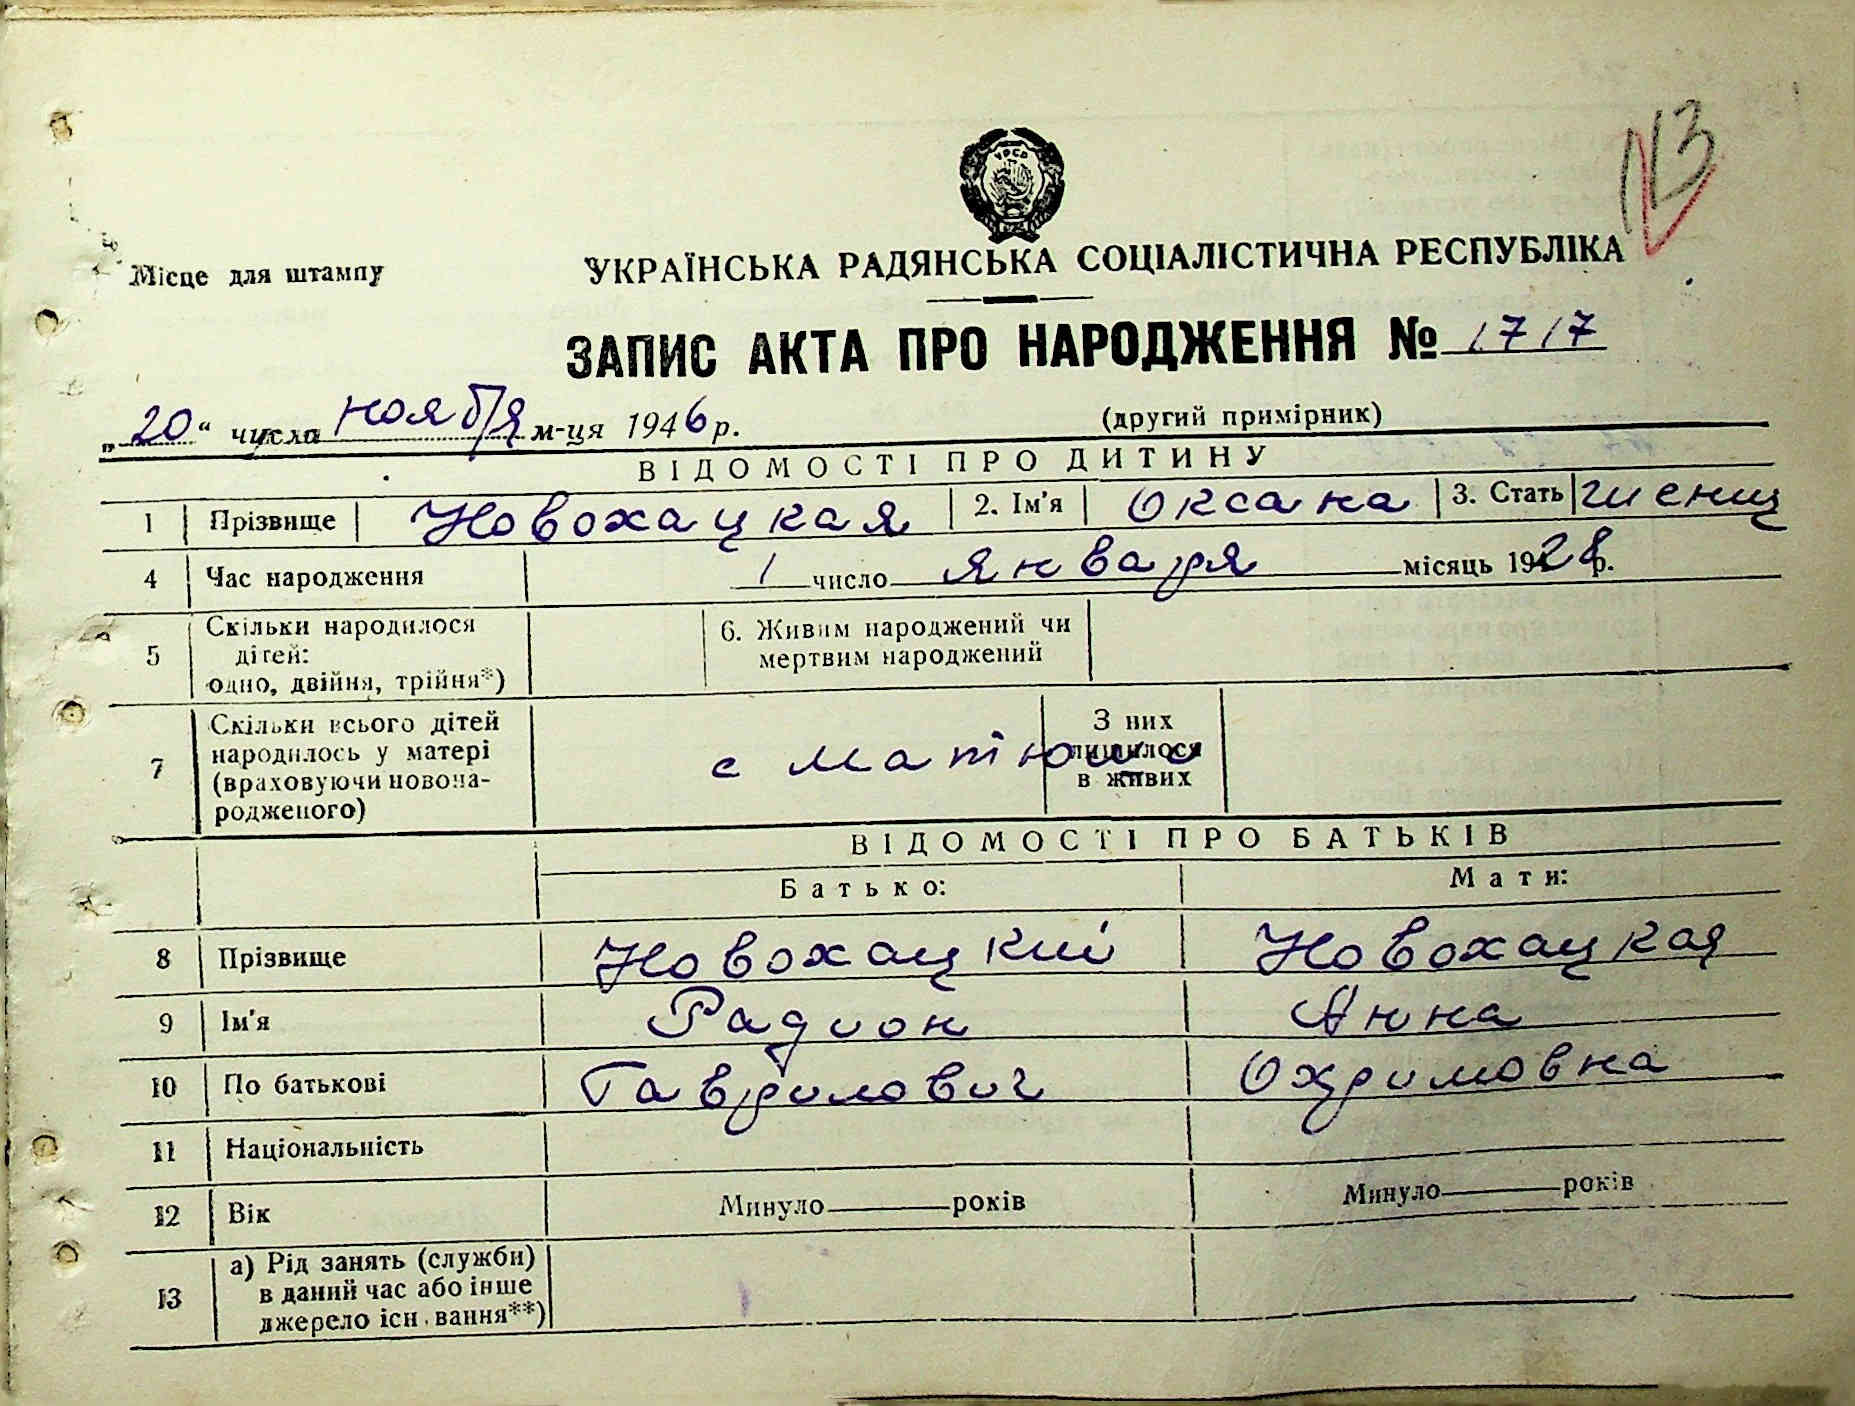 N3
УРСР
Місце для штампу
УКРАЇНСЬКА РАДЯНСЬКА СОЦІАЛІСТИЧНА РЕСПУБЛІКА
ЗАПИС АКТА ПРО НАРОДЖЕННЯ № 1717
„20“ числа ноября м-ця 1946 р.
(другий примірник)
ВІДОМОСТІ ПРО ДИТИНУ
1 Прізвище Новохацкая 2. Ім'я Оксана 3. Стать женщ
4 Час народження 1 число января місяць 1928 р.
5 Скільки народилося дітей: одно, двійня, трійня*) 6. Живим народжений чи мертвим народжений
7 Скільки всього дітей народилось у матері (враховуючи новонародженого) с Матюши З них лишилося в живих
ВІДОМОСТІ ПРО БАТЬКІВ
Батько: Мати:
8 Прізвище Новохацкий Новохацкая
9 Ім'я Радион Анна
10 По батькові Гаврилович Охримовна
11 Національність
12 Вік Минуло років Минуло років
13 а) Рід занять (служби)
в даний час або інше
джерело існування**)